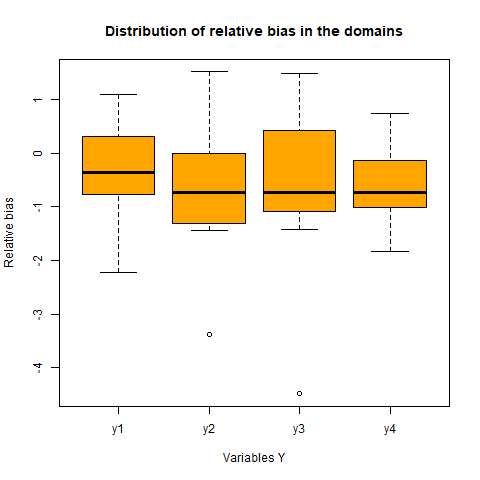 Distribution of relative bias in the domains
Relative bias
1
0
-1
-2
-3
-4
y1 y2 y3 y4
Variables Y